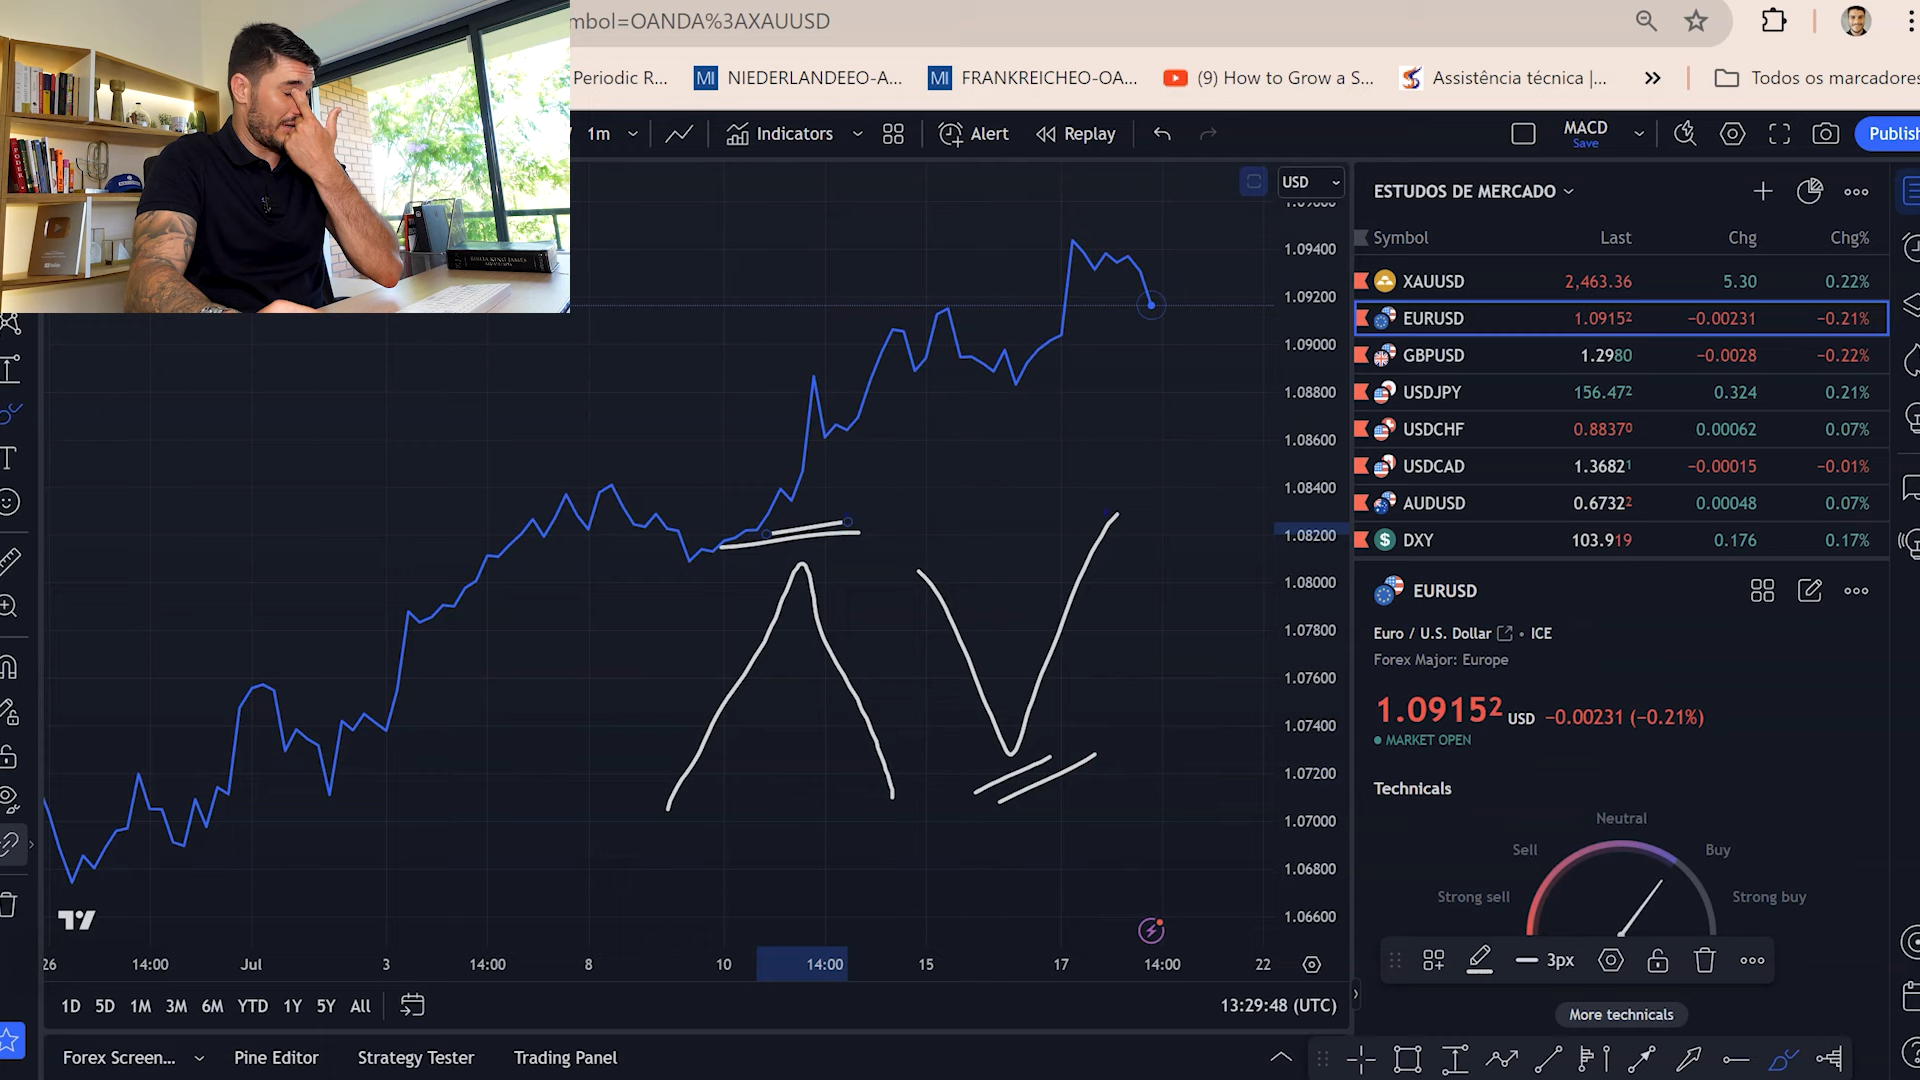 mbol=OANDA%3AXAUUSD
Periodic R...
MI NIEDERLANDEEO-A...
MI FRANKREICHEO-OA...
(9) How to Grow a S...
Assistência técnica |...
Todos os marcadores
1m
Indicators
Alert
Replay
MACD
Save
Publish
USD
1.09600
1.09400
1.09200
1.09000
1.08800
1.08600
1.08400
1.08200
1.08000
1.07800
1.07600
1.07400
1.07200
1.07000
1.06800
1.06600
ESTUDOS DE MERCADO
Symbol Last Chg Chg%
XAUUSD 2,463.36 5.30 0.22%
EURUSD 1.09152 −0.00231 −0.21%
GBPUSD 1.2980 −0.0028 −0.22%
USDJPY 156.472 0.324 0.21%
USDCHF 0.88370 0.00062 0.07%
USDCAD 1.36821 −0.00015 −0.01%
AUDUSD 0.67322 0.00048 0.07%
DXY 103.919 0.176 0.17%
EURUSD
Euro / U.S. Dollar • ICE
Forex Major: Europe
1.09152 USD −0.00231 (−0.21%)
MARKET OPEN
Technicals
Neutral
Sell Buy
Strong sell Strong buy
3px
More technicals
26 14:00 Jul 3 14:00 8 10 14:00 15 17 14:00 22
1D 5D 1M 3M 6M YTD 1Y 5Y All
13:29:48 (UTC)
Forex Screen...
Pine Editor
Strategy Tester
Trading Panel
PODER
BIBLIA KING JAMES